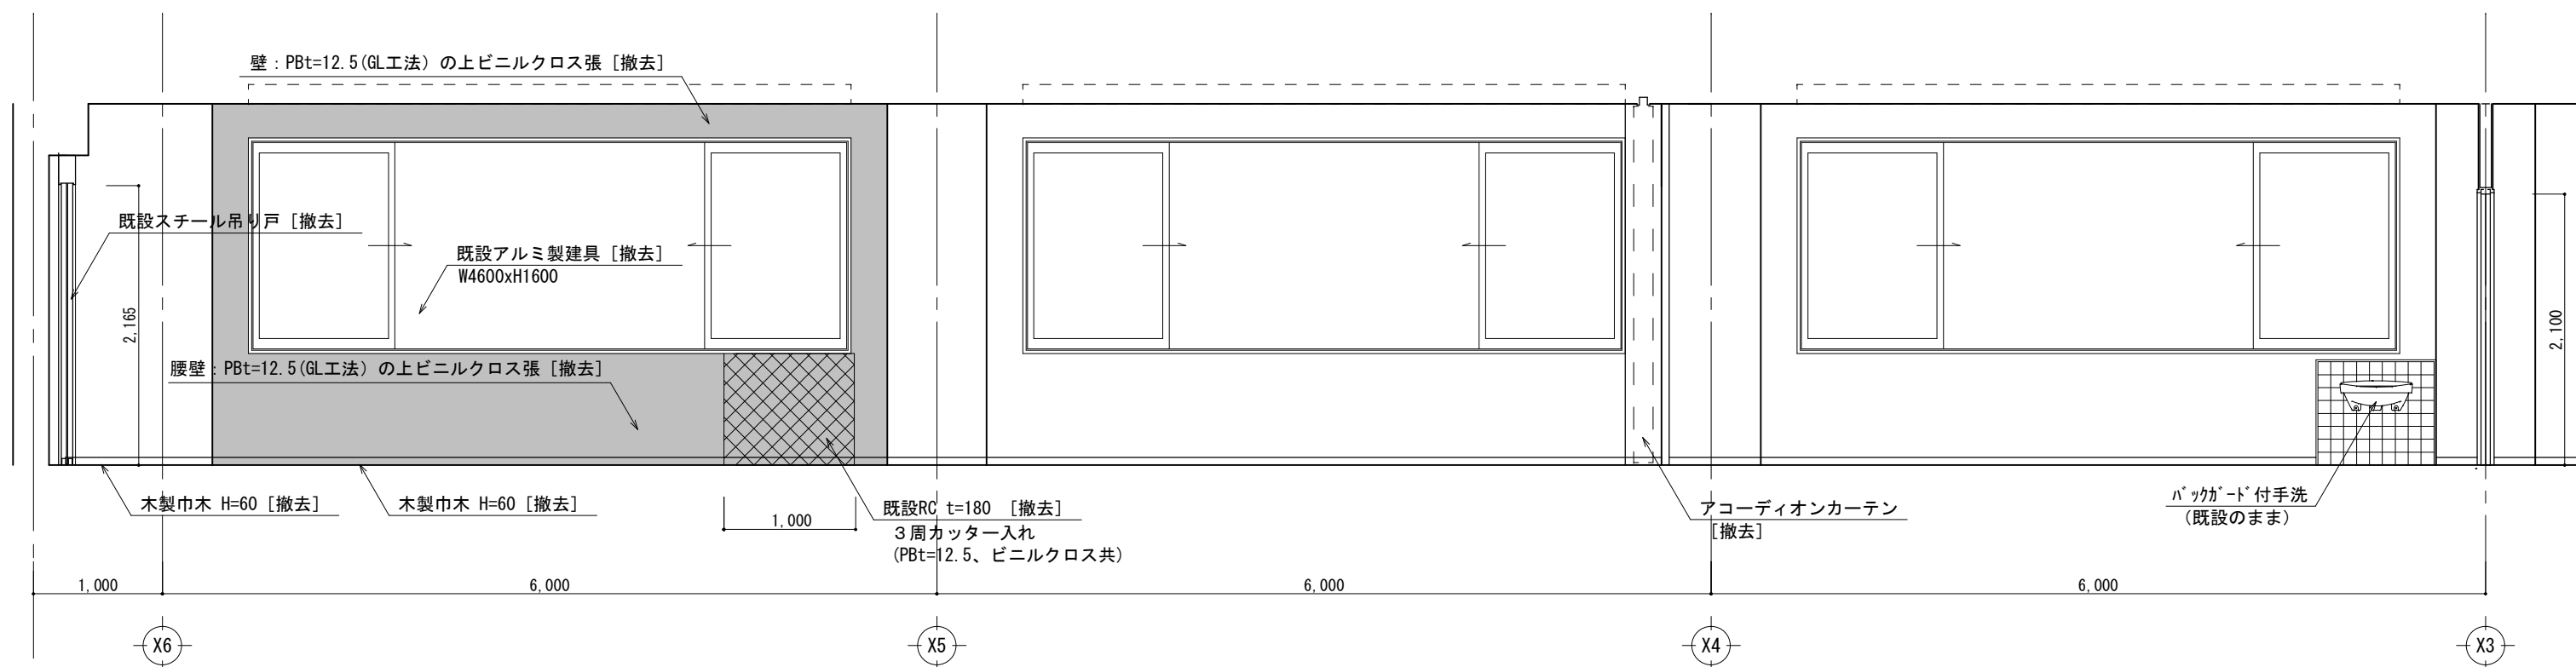 壁：PBt=12.5(GL工法）の上ビニルクロス張［撤去］
既設スチール吊り戸［撤去］
既設アルミ製建具［撤去］
W4600xH1600
2,165
2,100
腰壁：PBt=12.5(GL工法）の上ビニルクロス張［撤去］
木製巾木 H=60［撤去］
木製巾木 H=60［撤去］
1,000
既設RC t=180 ［撤去］
３周カッター入れ
(PBt=12.5、ビニルクロス共)
アコーディオンカーテン
［撤去］
ﾊﾞｯｸｶﾞｰﾄﾞ付手洗
（既設のまま）
1,000
6,000
6,000
6,000
X6
X5
X4
X3